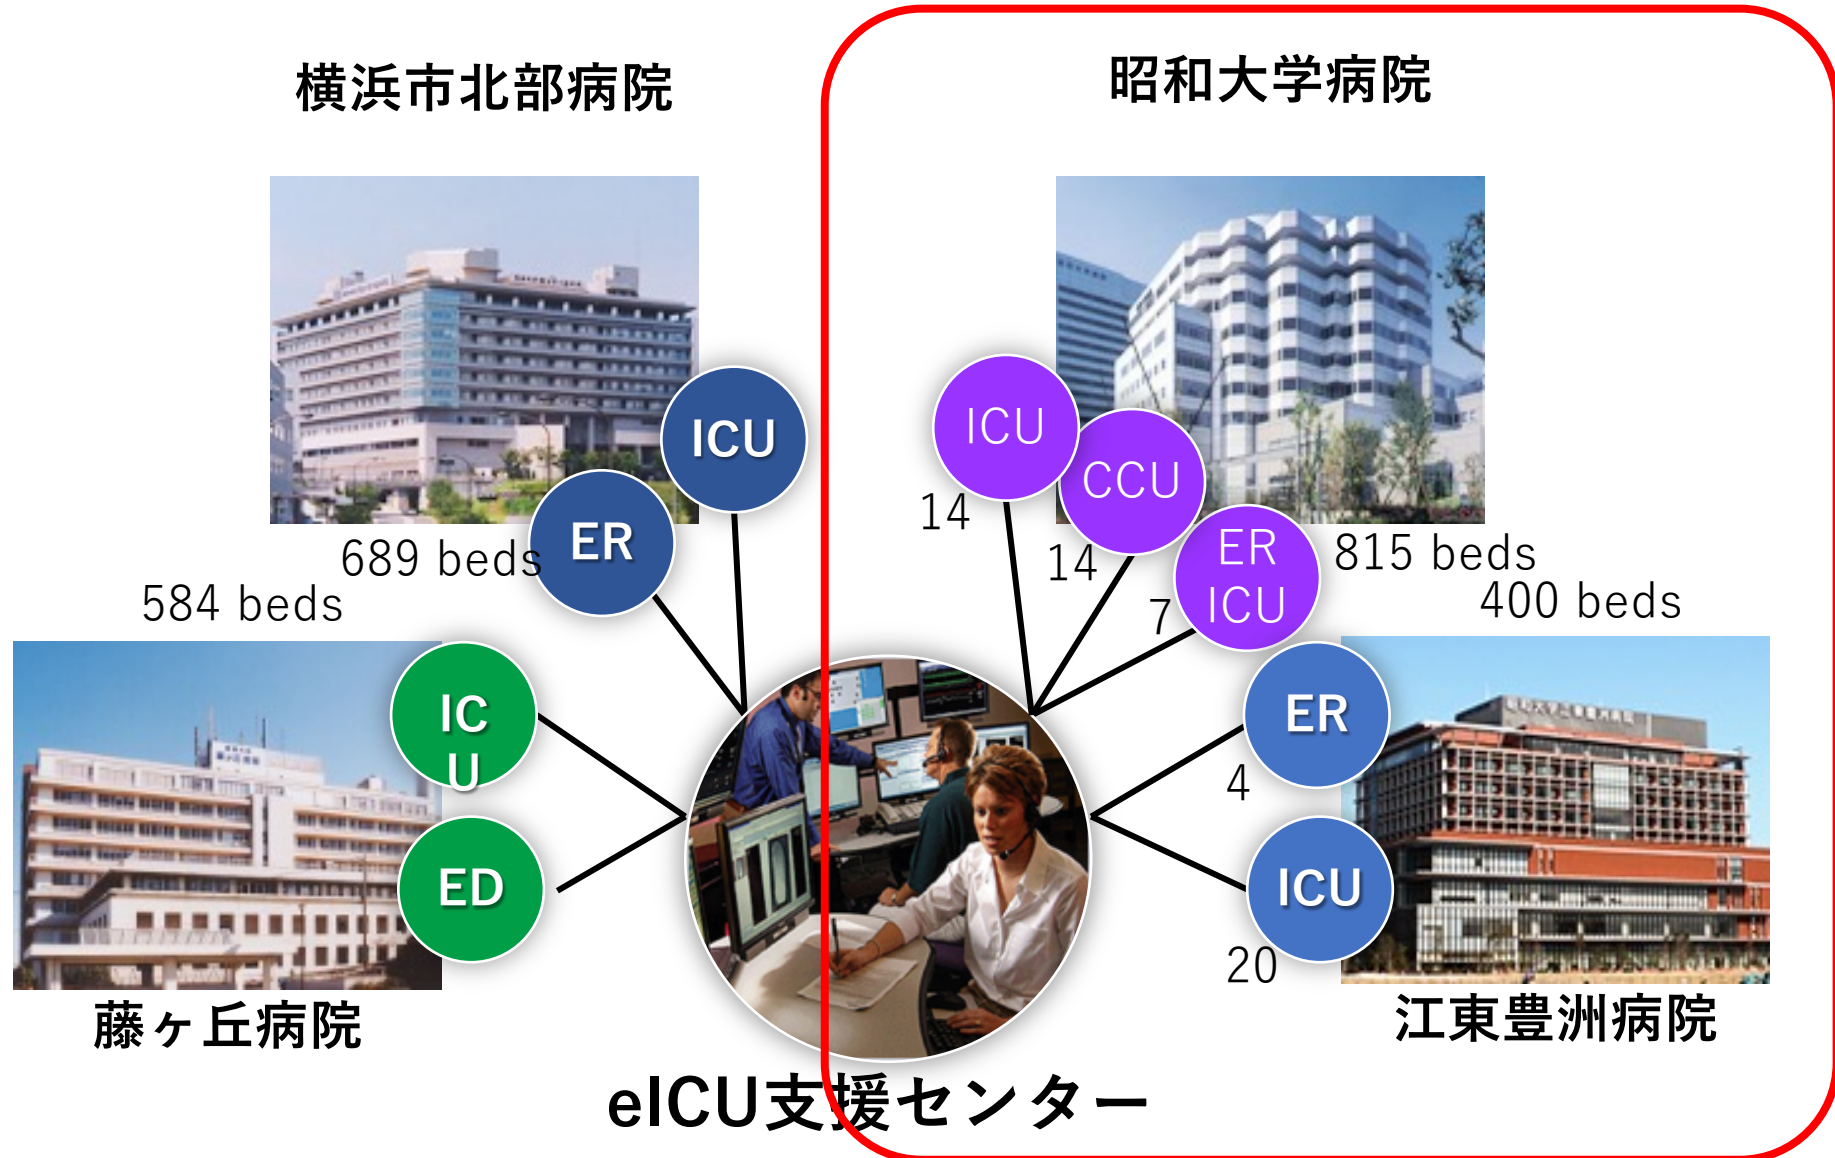 横浜市北部病院
昭和大学病院
ICU
ER
689 beds
584 beds
IC
U
ED
藤ヶ丘病院
ICU
14
CCU
14
ER
ICU
7
815 beds
400 beds
ER
4
ICU
20
江東豊洲病院
eICU支援センター